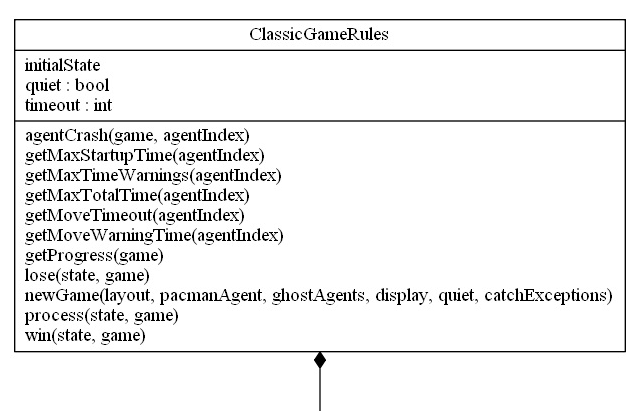 ClassicGameRules
initialState
quiet : bool
timeout : int
agentCrash(game, agentIndex)
getMaxStartupTime(agentIndex)
getMaxTimeWarnings(agentIndex)
getMaxTotalTime(agentIndex)
getMoveTimeout(agentIndex)
getMoveWarningTime(agentIndex)
getProgress(game)
lose(state, game)
newGame(layout, pacmanAgent, ghostAgents, display, quiet, catchExceptions)
process(state, game)
win(state, game)